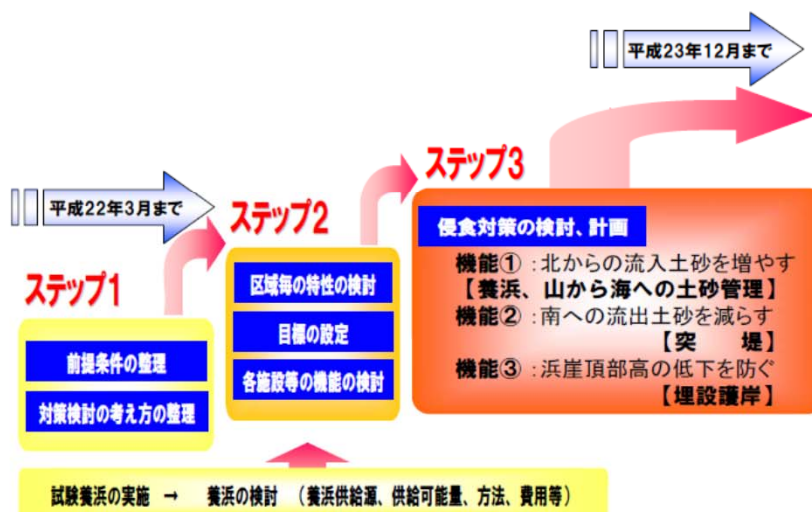 平成23年12月まで
平成22年3月まで
ステップ1
前提条件の整理
対策検討の考え方の整理
ステップ2
区域毎の特性の検討
目標の設定
各施設等の機能の検討
ステップ3
侵食対策の検討、計画
機能①:北からの流入土砂を増やす
【養浜、山から海への土砂管理】
機能②:南への流出土砂を減らす
【突　堤】
機能③:浜崖頂部高の低下を防ぐ
【埋設護岸】
試験養浜の実施 → 養浜の検討 (養浜供給源、供給可能量、方法、費用等)